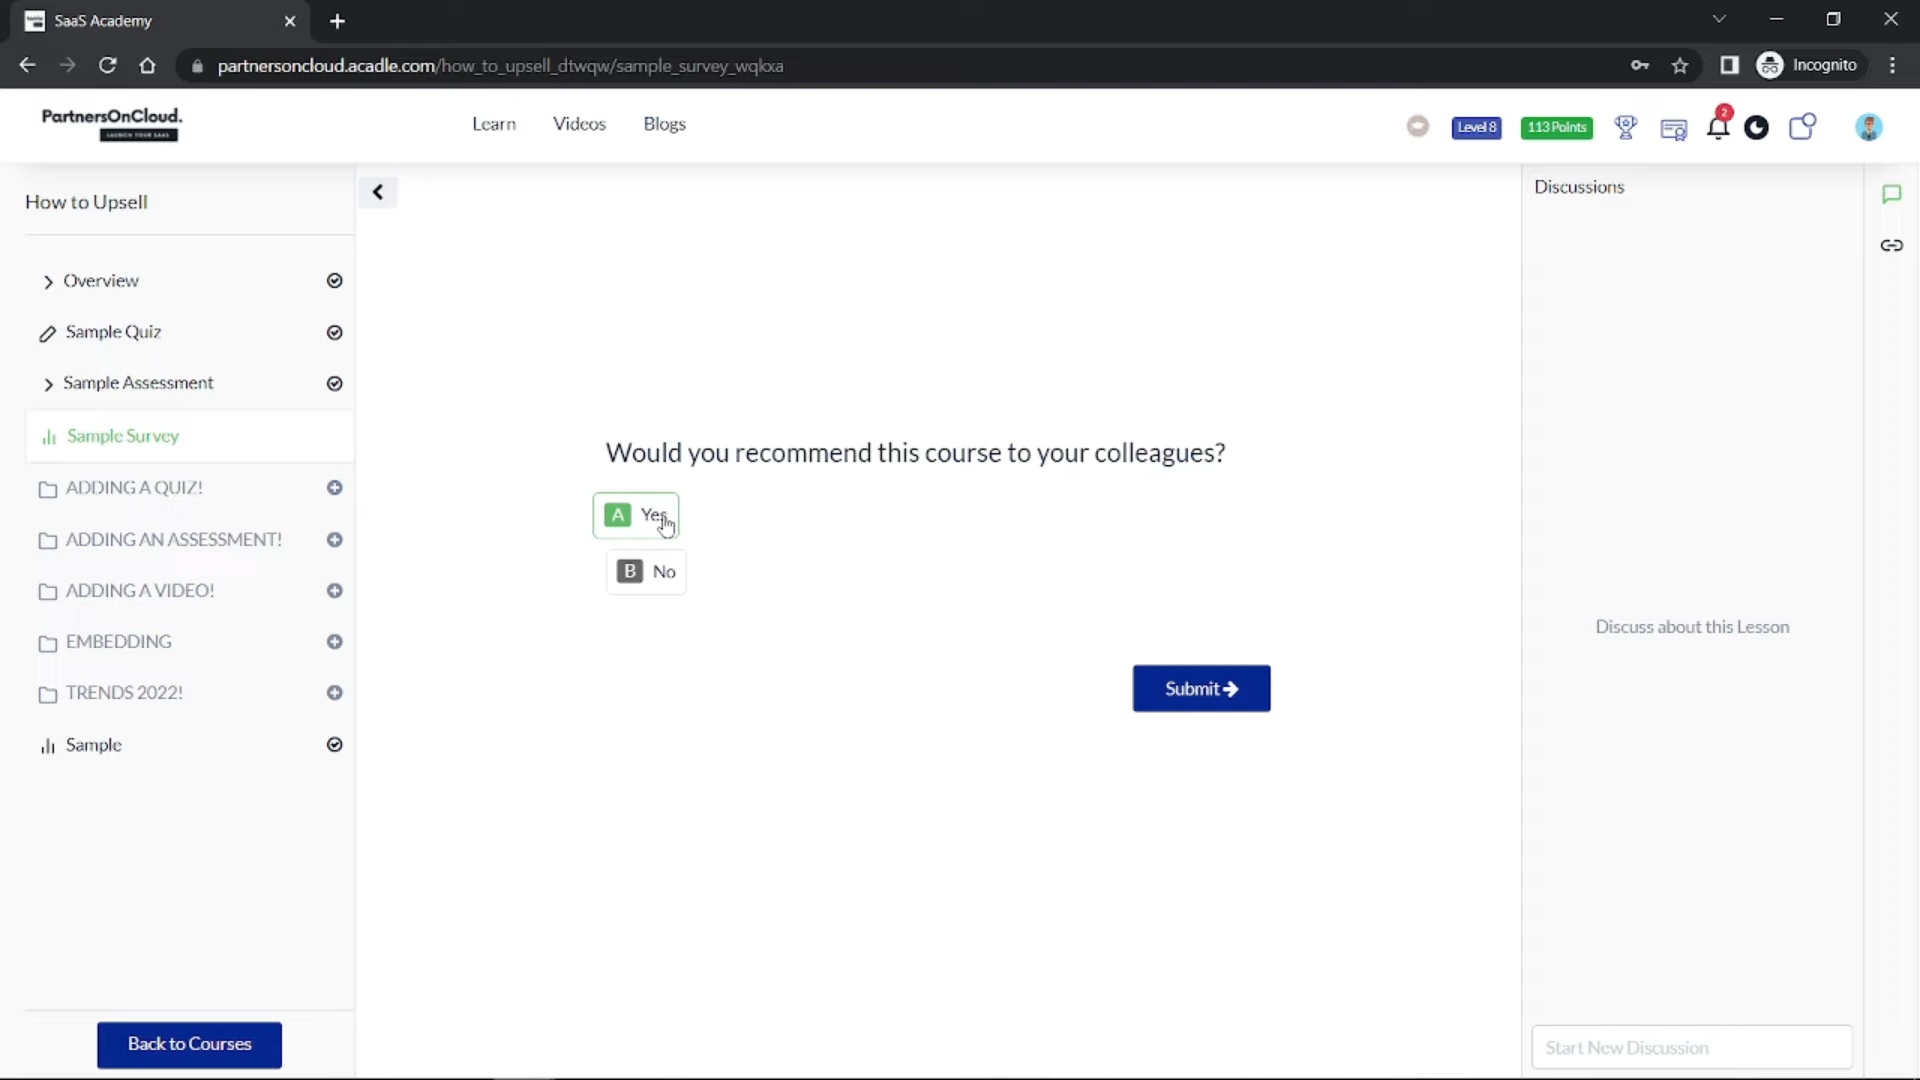 SaaS Academy
partnersoncloud.acadle.com/how_to_upsell_dtwqw/sample_survey_wqkxa
Incognito
PartnersOnCloud.
LAUNCH YOUR SAAS
Learn
Videos
Blogs
Level 8
113 Points
2
How to Upsell
Overview
Sample Quiz
Sample Assessment
Sample Survey
ADDING A QUIZ!
ADDING AN ASSESSMENT!
ADDING A VIDEO!
EMBEDDING
TRENDS 2022!
Sample
Back to Courses
Would you recommend this course to your colleagues?
A Yes
B No
Submit
Discussions
Discuss about this Lesson
Start New Discussion